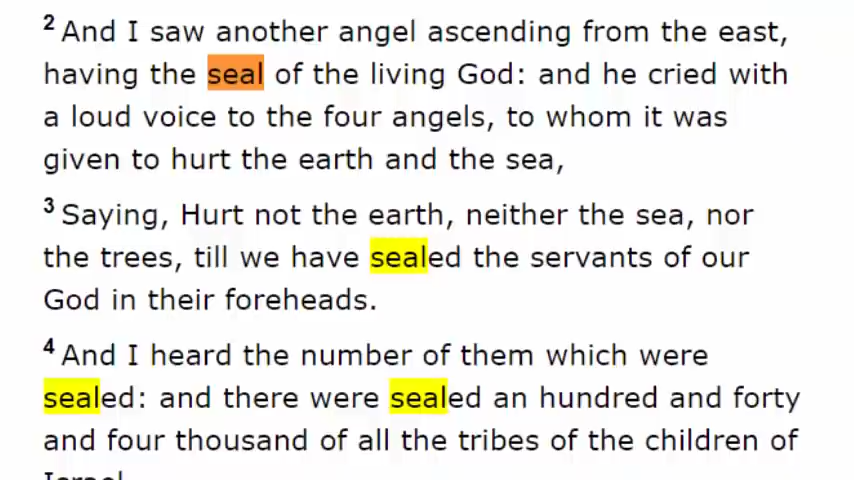 2 And I saw another angel ascending from the east,
having the seal of the living God: and he cried with
a loud voice to the four angels, to whom it was
given to hurt the earth and the sea,
3 Saying, Hurt not the earth, neither the sea, nor
the trees, till we have sealed the servants of our
God in their foreheads.
4 And I heard the number of them which were
sealed: and there were sealed an hundred and forty
and four thousand of all the tribes of the children of
Israel